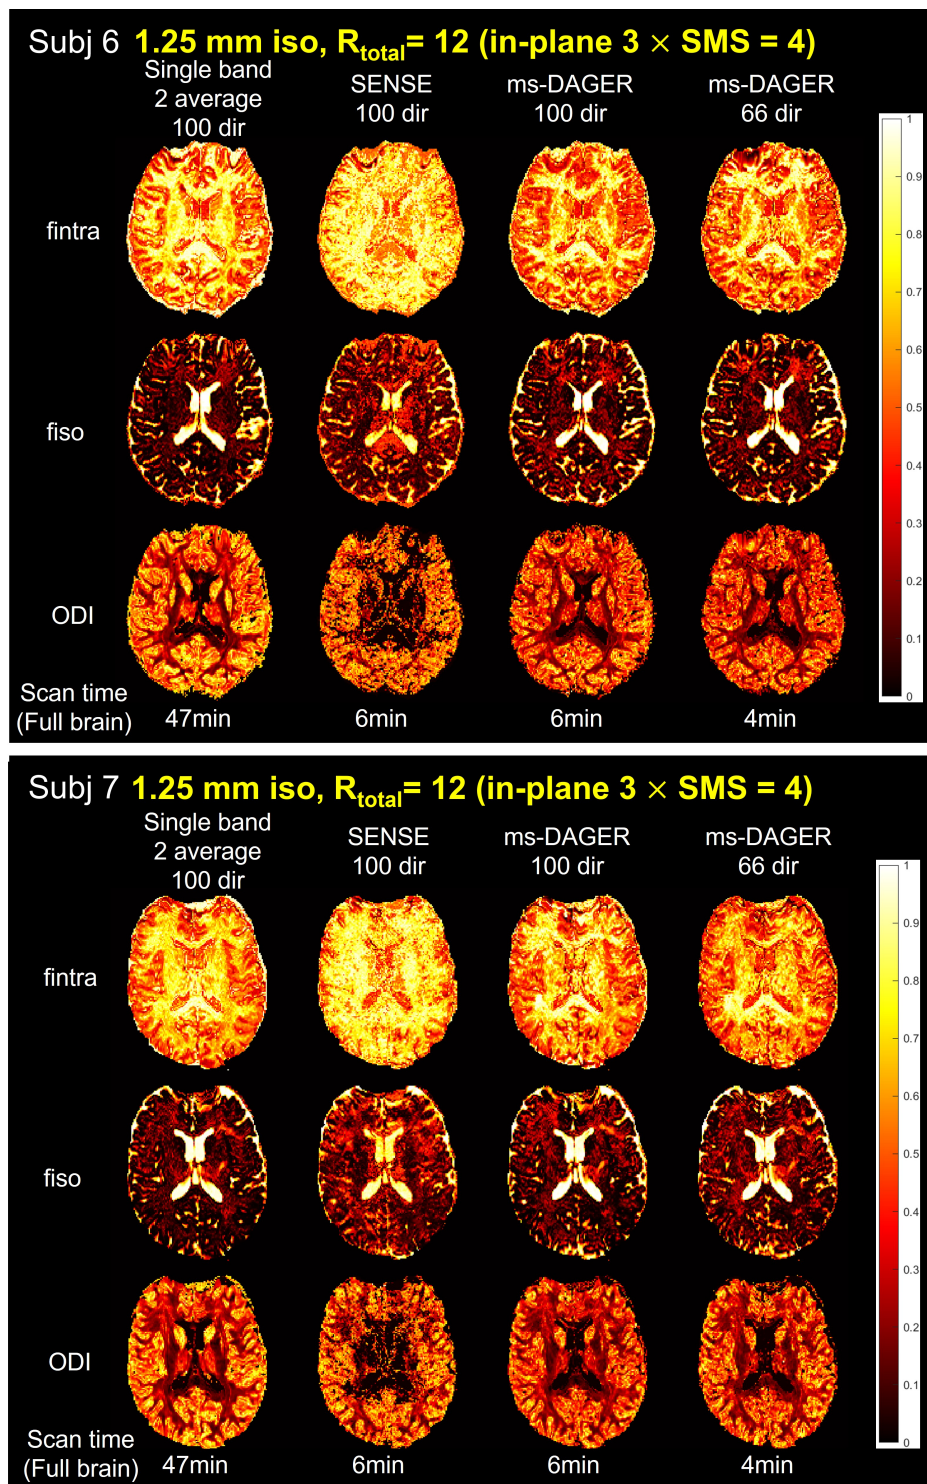 Subj 6 1.25 mm iso, Rtotal= 12 (in-plane 3 × SMS = 4)
Single band
2 average
100 dir
SENSE
100 dir
ms-DAGER
100 dir
ms-DAGER
66 dir
fintra
fiso
ODI
1
0.9
0.8
0.7
0.6
0.5
0.4
0.3
0.2
0.1
0
Scan time
(Full brain)
47min
6min
6min
4min
Subj 7 1.25 mm iso, Rtotal= 12 (in-plane 3 × SMS = 4)
Single band
2 average
100 dir
SENSE
100 dir
ms-DAGER
100 dir
ms-DAGER
66 dir
fintra
fiso
ODI
1
0.9
0.8
0.7
0.6
0.5
0.4
0.3
0.2
0.1
0
Scan time
(Full brain)
47min
6min
6min
4min